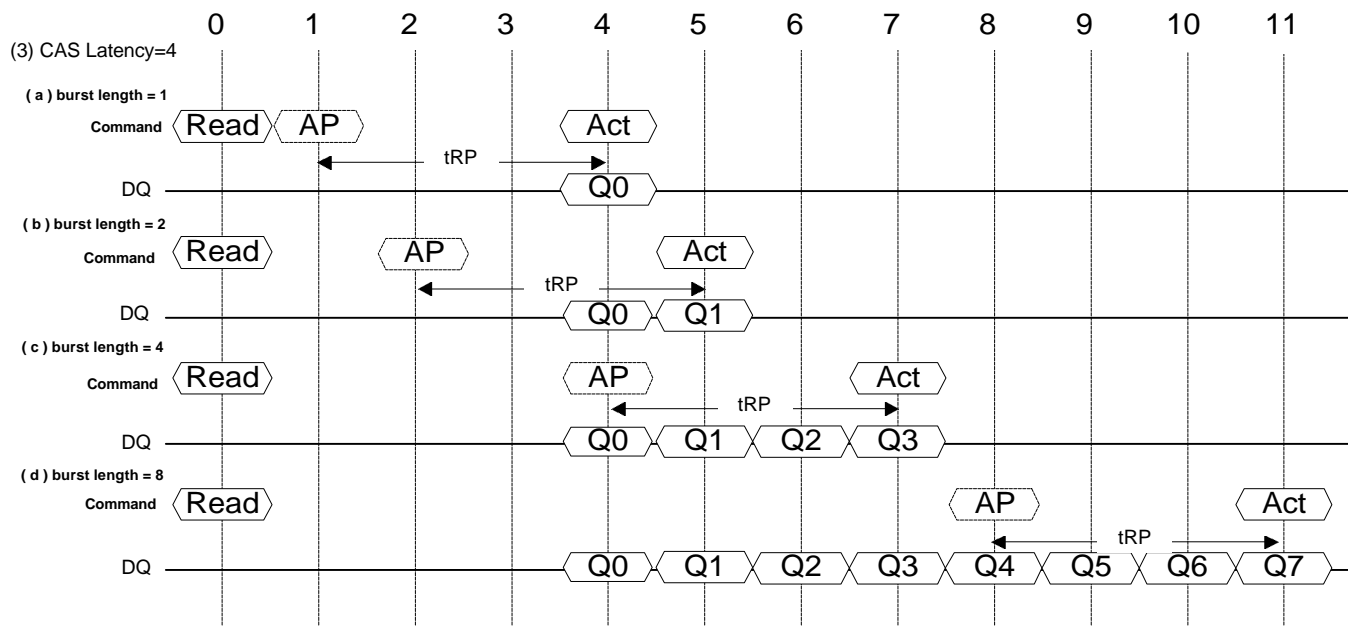 0 1 2 3 4 5 6 7 8 9 10 11
(3) CAS Latency=4
( a ) burst length = 1
Command Read AP Act
tRP
DQ Q0
( b ) burst length = 2
Command Read AP Act
tRP
DQ Q0 Q1
( c ) burst length = 4
Command Read AP Act
tRP
DQ Q0 Q1 Q2 Q3
( d ) burst length = 8
Command Read AP Act
tRP
DQ Q0 Q1 Q2 Q3 Q4 Q5 Q6 Q7